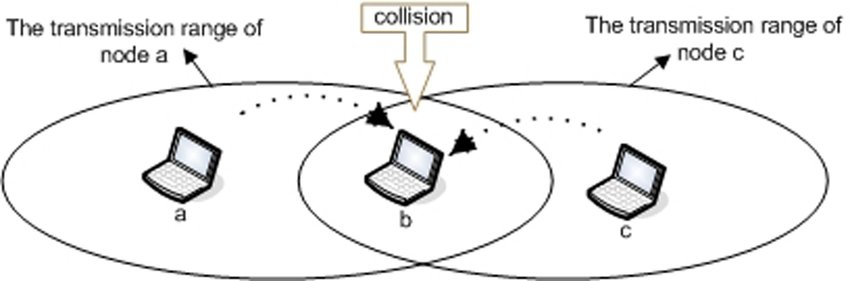 The transmission range of
node a
collision
The transmission range of
node c
a
b
c